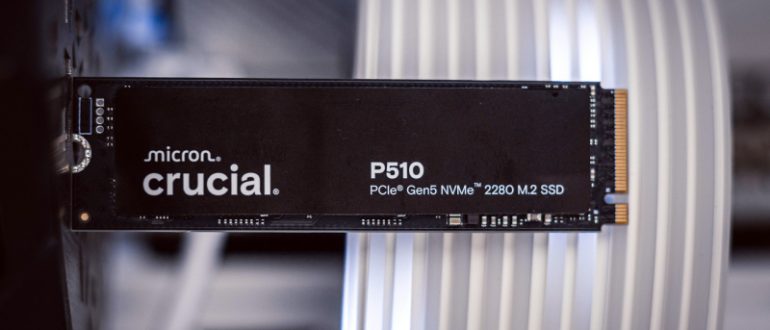 micron®
crucial®
P510
PCIe® Gen5 NVMe™ 2280 M.2 SSD